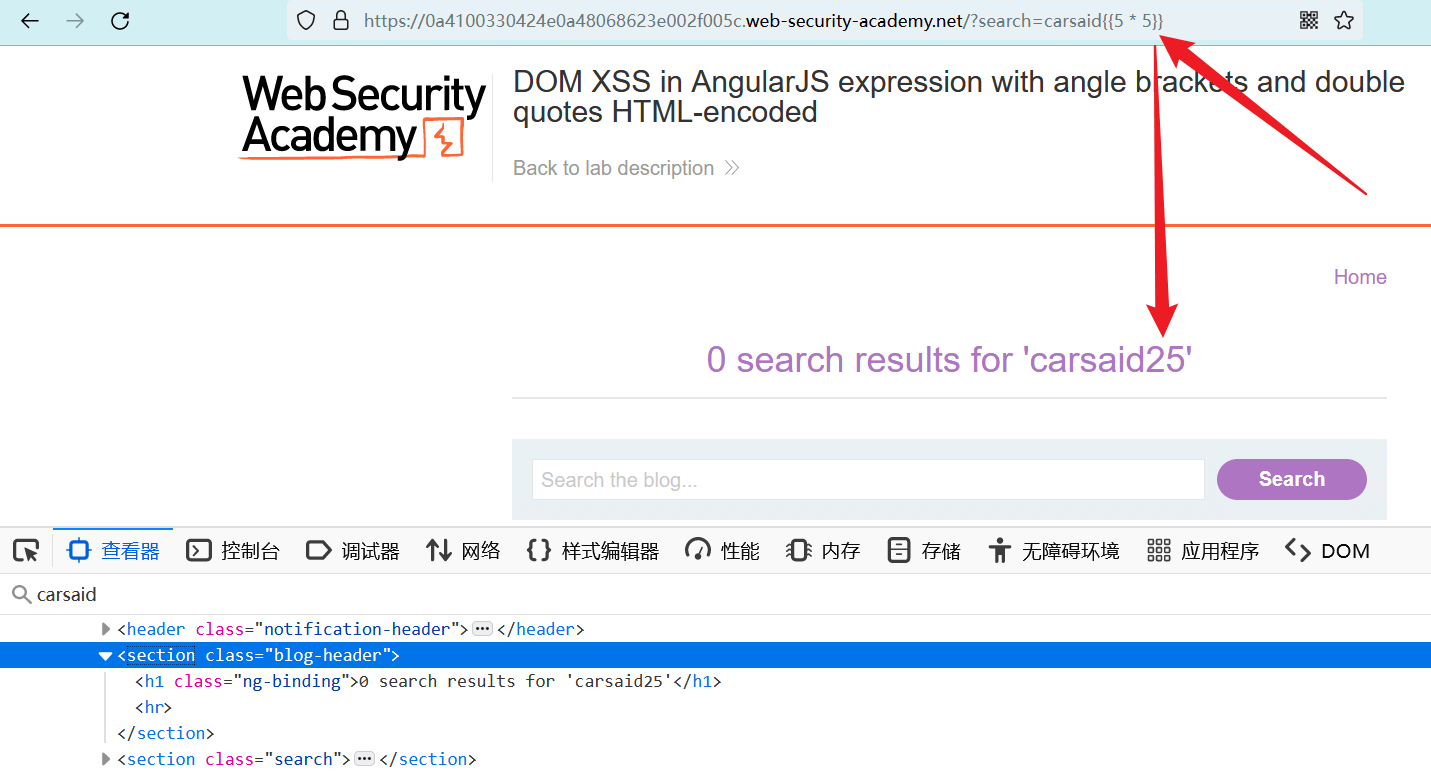 https://0a4100330424e0a48068623e002f005c.web-security-academy.net/?search=carsaid{{5 * 5}}
Web Security
Academy
DOM XSS in AngularJS expression with angle brackets and double
quotes HTML-encoded
Back to lab description
Home
0 search results for 'carsaid25'
Search the blog...
Search
查看器
控制台
调试器
网络
样式编辑器
性能
内存
存储
无障碍环境
应用程序
DOM
carsaid
<header class="notification-header">•••</header>
<section class="blog-header">
<h1 class="ng-binding">0 search results for 'carsaid25'</h1>
<hr>
</section>
<section class="search">•••</section>